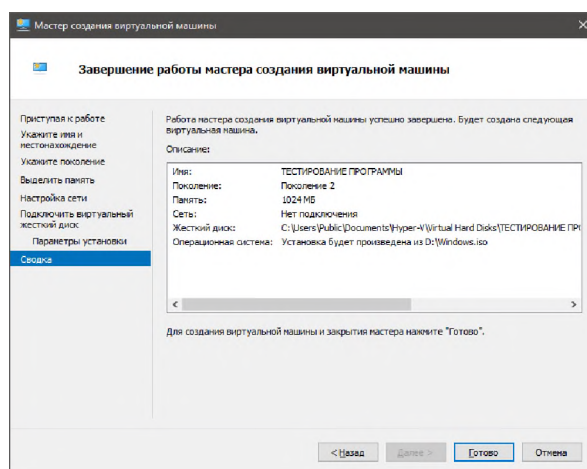 Мастер создания виртуальной машины
Завершение работы мастера создания виртуальной машины
Приступая к работе
Укажите имя и
местонахождение
Укажите поколение
Выделить память
Настройка сети
Подключить виртуальный
жесткий диск
Параметры установки
Сводка
Работа мастера создания виртуальной машины успешно завершена. Будет создана следующая
виртуальная машина.
Описание:
Имя: ТЕСТИРОВАНИЕ ПРОГРАММЫ
Поколение: Поколение 2
Память: 1024 МБ
Сеть: Нет подключения
Жесткий диск: C:\Users\Public\Documents\Hyper-V\Virtual Hard Disks\ТЕСТИРОВАНИЕ ПРО
Операционная система: Установка будет произведена из D:\Windows.iso
Для создания виртуальной машины и закрытия мастера нажмите "Готово".
< Назад
Далее >
Готово
Отмена